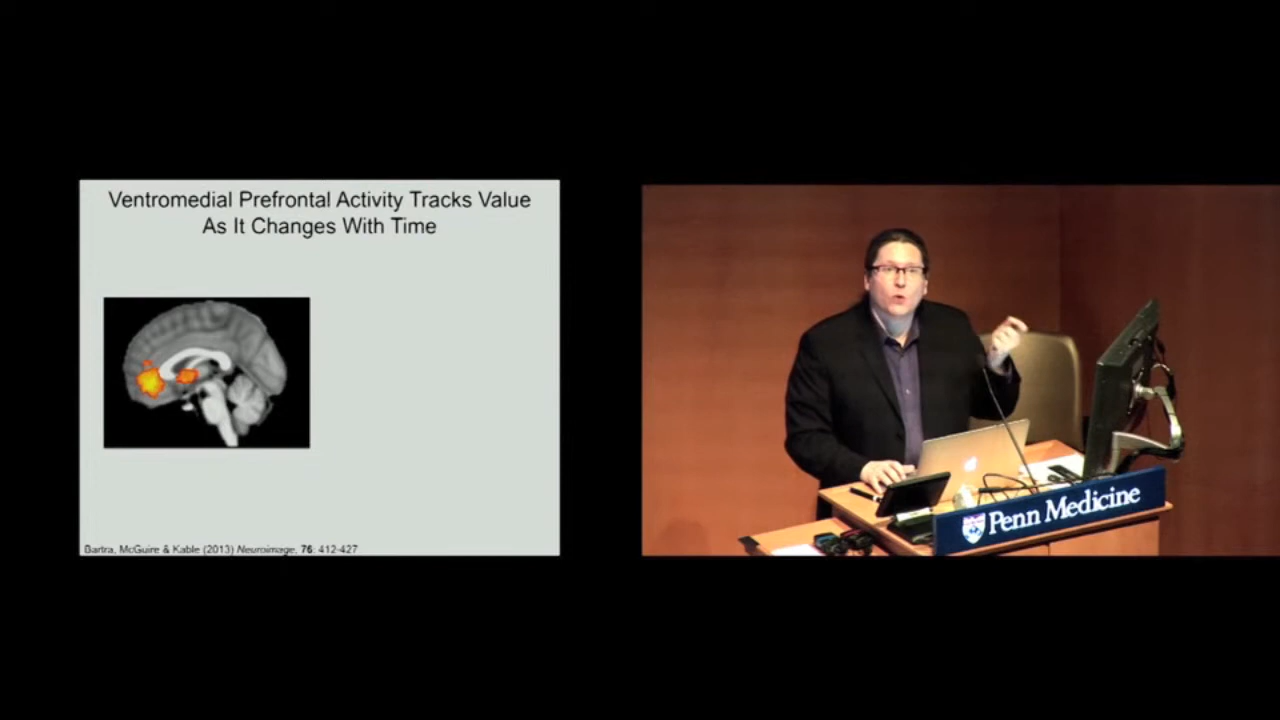 Ventromedial Prefrontal Activity Tracks Value
As It Changes With Time
Bartra, McGuire & Kable (2013) Neuroimage, 76: 412-427
Penn Medicine